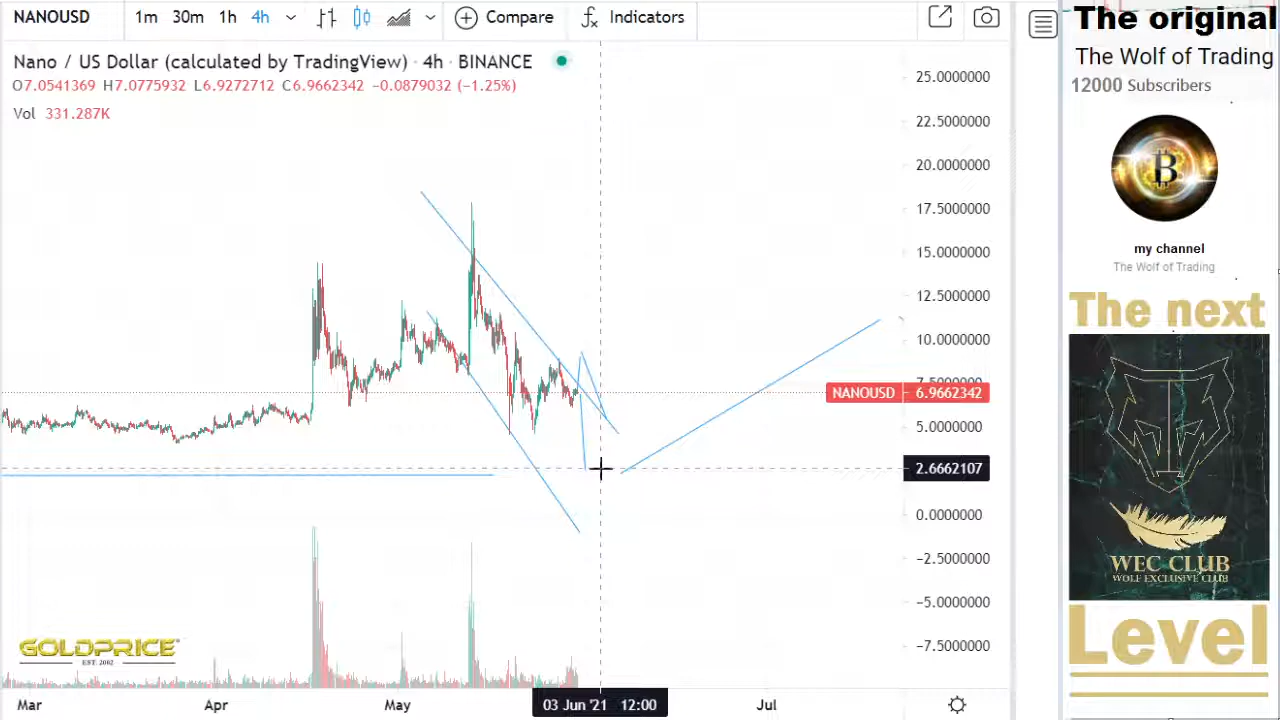 NANOUSD 1m 30m 1h 4h Compare Indicators
Nano / US Dollar (calculated by TradingView) · 4h · BINANCE
O7.0541369 H7.0775932 L6.9272712 C6.9662342 −0.0879032 (−1.25%)
Vol 331.287K
25.0000000
22.5000000
20.0000000
17.5000000
15.0000000
12.5000000
10.0000000
7.5000000
NANOUSD 6.9662342
5.0000000
2.6662107
0.0000000
−2.5000000
−5.0000000
−7.5000000
GOLDPRICE
EST. 2002
Mar Apr May 03 Jun '21 12:00 Jul
The original
The Wolf of Trading
12000 Subscribers
B
my channel
The Wolf of Trading
The next
WEC CLUB
WOLF EXCLUSIVE CLUB
Level